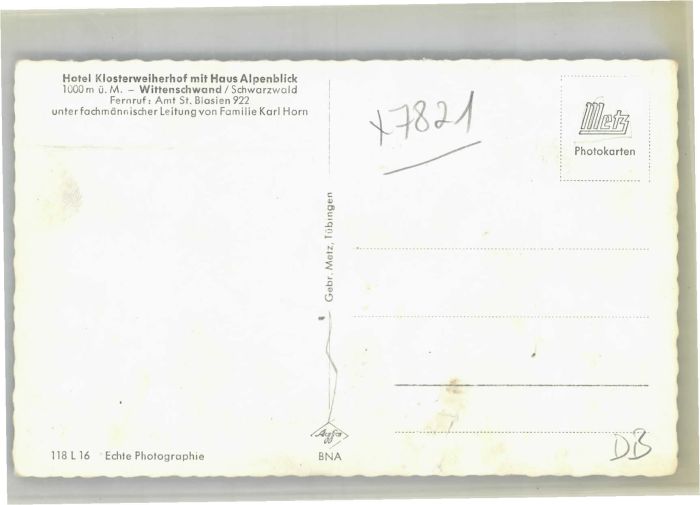 Hotel Klosterweiherhof mit Haus Alpenblick
1000 m ü. M. – Wittenschwand / Schwarzwald
Fernruf: Amt St. Blasien 922
unter fachmännischer Leitung von Familie Karl Horn
x7821
Metz
Photokarten
Gebr. Metz, Tübingen
Agfa
118 L 16 Echte Photographie
BNA
DB